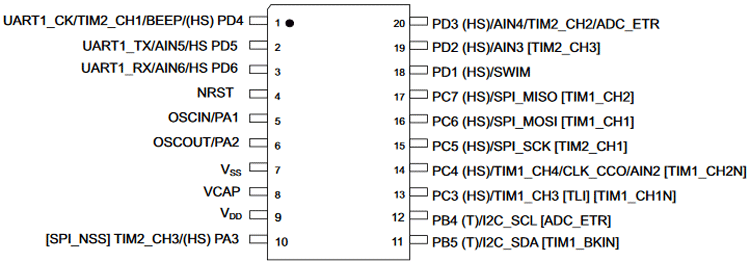 UART1_CK/TIM2_CH1/BEEP/(HS) PD4 1 20 PD3 (HS)/AIN4/TIM2_CH2/ADC_ETR
UART1_TX/AIN5/HS PD5 2 19 PD2 (HS)/AIN3 [TIM2_CH3]
UART1_RX/AIN6/HS PD6 3 18 PD1 (HS)/SWIM
NRST 4 17 PC7 (HS)/SPI_MISO [TIM1_CH2]
OSCIN/PA1 5 16 PC6 (HS)/SPI_MOSI [TIM1_CH1]
OSCOUT/PA2 6 15 PC5 (HS)/SPI_SCK [TIM2_CH1]
VSS 7 14 PC4 (HS)/TIM1_CH4/CLK_CCO/AIN2 [TIM1_CH2N]
VCAP 8 13 PC3 (HS)/TIM1_CH3 [TLI] [TIM1_CH1N]
VDD 9 12 PB4 (T)/I2C_SCL [ADC_ETR]
[SPI_NSS] TIM2_CH3/(HS) PA3 10 11 PB5 (T)/I2C_SDA [TIM1_BKIN]